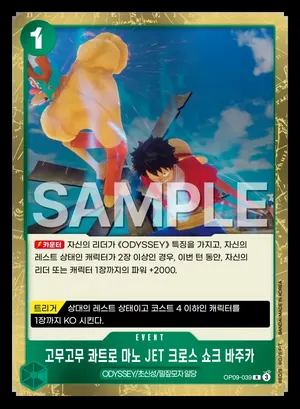 1
SAMPLE
카운터 자신의 리더가 《ODYSSEY》 특징을 가지고, 자신의
레스트 상태인 캐릭터가 2장 이상인 경우, 이번 턴 동안, 자신의
리더 또는 캐릭터 1장까지의 파워 +2000.
트리거 상대의 레스트 상태이고 코스트 4 이하인 캐릭터를
1장까지 KO 시킨다.
EVENT
고무고무 콰트로 마노 JET 크로스 쇼크 바주카
ODYSSEY/초신성/밀짚모자 일당
OP09-039 R 3